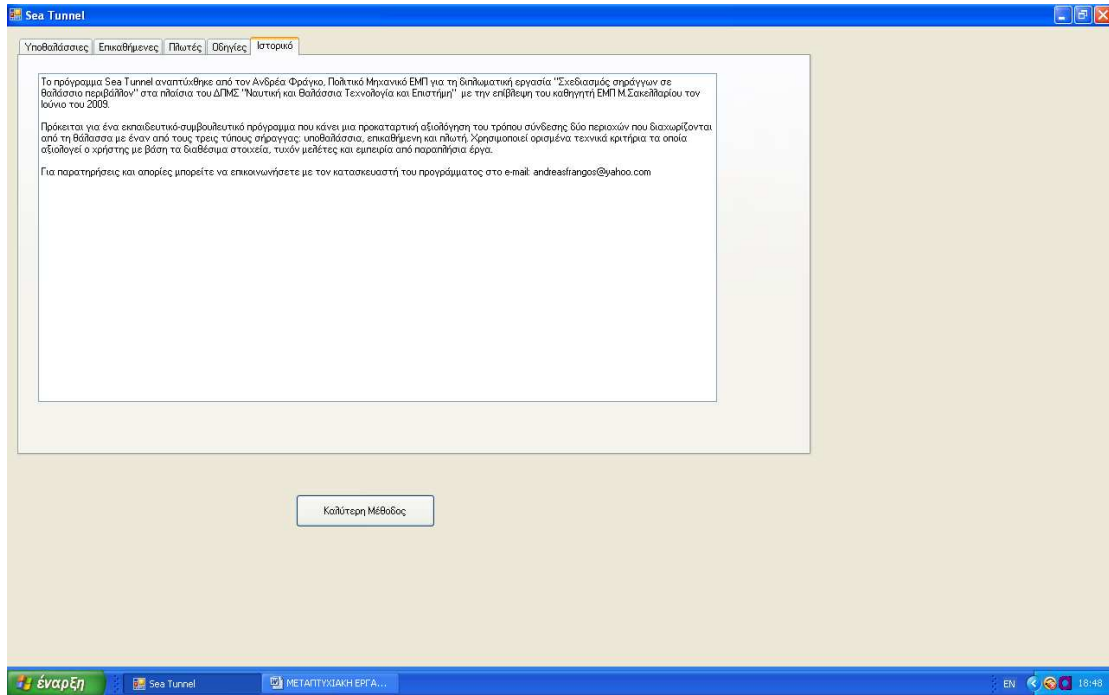 Sea Tunnel
Υποθαλάσσιες Επικαθήμενες Πλωτές Οδηγίες Ιστορικό
Το πρόγραμμα Sea Tunnel αναπτύχθηκε από τον Ανδρέα Φράγκο, Πολιτικό Μηχανικό ΕΜΠ για τη διπλωματική εργασία "Σχεδιασμός σηράγγων σε
θαλάσσιο περιβάλλον" στα πλαίσια του ΔΠΜΣ "Ναυτική και Θαλάσσια Τεχνολογία και Επιστήμη" με την επίβλεψη του καθηγητή ΕΜΠ Μ.Σακελλαρίου τον
Ιούνιο του 2009.
Πρόκειται για ένα εκπαιδευτικό-συμβουλευτικό πρόγραμμα που κάνει μια προκαταρτική αξιολόγηση του τρόπου σύνδεσης δύο περιοχών που διαχωρίζονται
από τη θάλασσα με έναν από τους τρεις τύπους σήραγγας: υποθαλάσσια, επικαθήμενη και πλωτή. Χρησιμοποιεί ορισμένα τεχνικά κριτήρια τα οποία
αξιολογεί ο χρήστης με βάση τα διαθέσιμα στοιχεία, τυχόν μελέτες και εμπειρία από παραπλήσια έργα.
Για παρατηρήσεις και απορίες μπορείτε να επικοινωνήσετε με τον κατασκευαστή του προγράμματος στο e-mail: andreasfrangos@yahoo.com
Καλύτερη Μέθοδος
έναρξη Sea Tunnel ΜΕΤΑΠΤΥΧΙΑΚΗ ΕΡΓΑ... EN 18:48